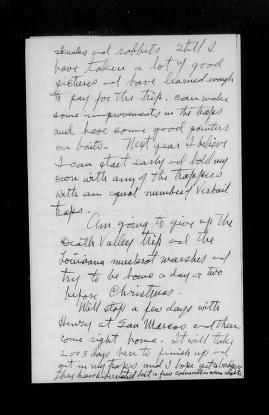 skunks and rabbits. Still I
have taken a lot of good
pictures and have learned enough
to pay for the trip. Can make
some improvements in the traps
and have some good pointers
on baits. Next year I believe
I can start early and hold my
own with any of the trappers
with an equal number of Verbail
traps.
Am going to give up the
Death Valley trip and the
Louisiana muskrat marshes and
try to be home a day or two
before Christmas.
Will stop a few days with
Henry at San Marcos and then
come right home. It will take
2 or 3 days here to finish up and
get in my traps and I hope get a badger.
They have but a few